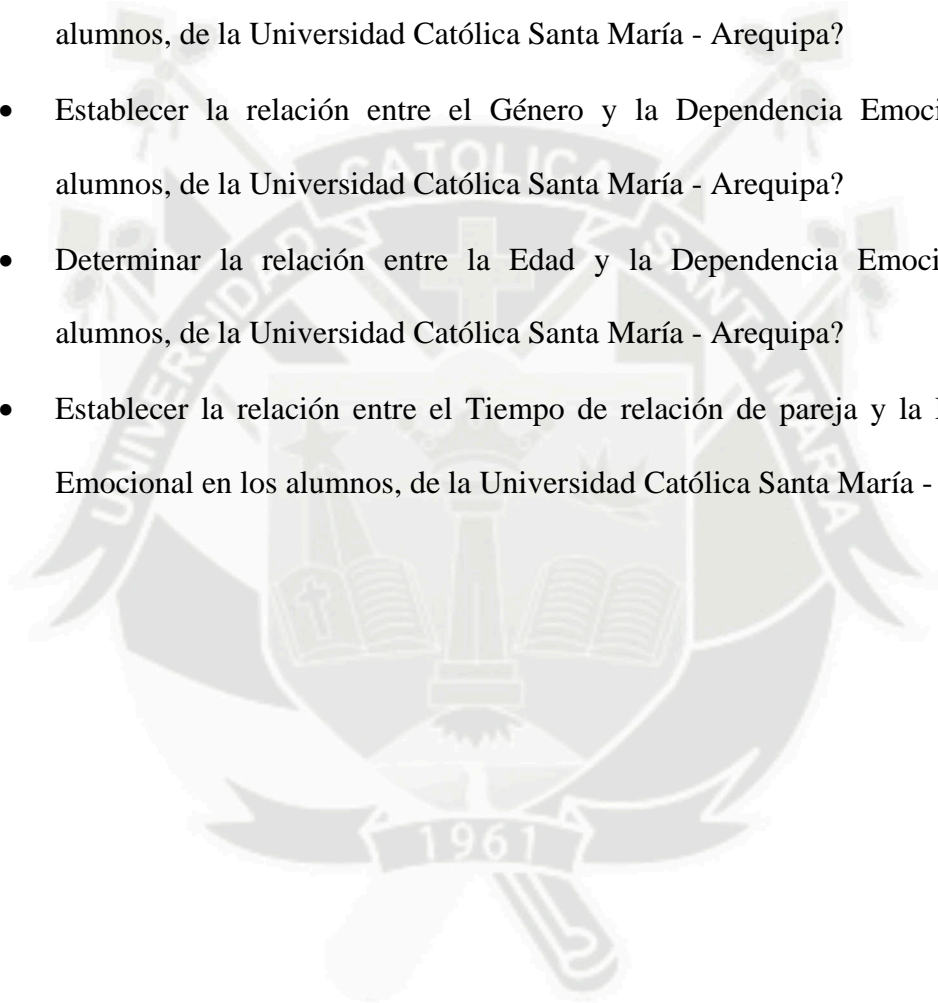 alumnos, de la Universidad Católica Santa María - Arequipa?
• Establecer la relación entre el Género y la Dependencia
alumnos, de la Universidad Católica Santa María - Arequipa?
• Determinar la relación entre la Edad y la Dependencia
alumnos, de la Universidad Católica Santa María - Arequipa?
• Establecer la relación entre el Tiempo de relación de pareja y la
Emocional en los alumnos, de la Universidad Católica Santa María -
UNIVERSIDAD CATOLICA SANTA MARIA
1961